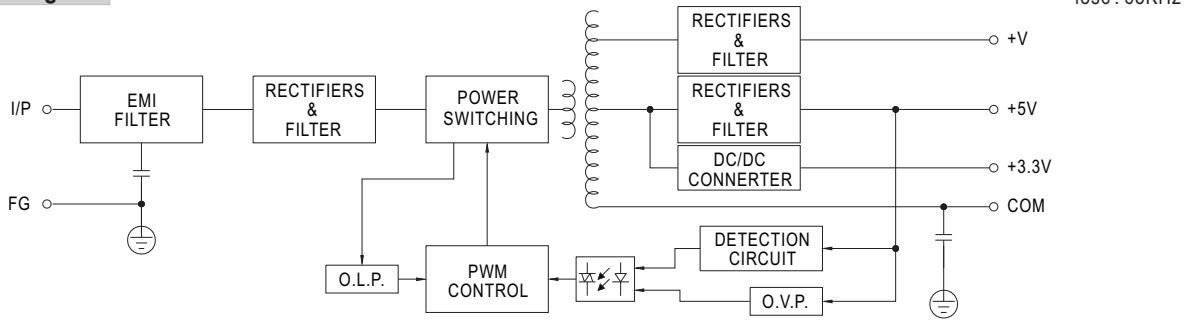 RECTIFIERS
&
FILTER
+V
I/P
EMI
FILTER
RECTIFIERS
&
FILTER
POWER
SWITCHING
RECTIFIERS
&
FILTER
+5V
DC/DC
CONNERTER
+3.3V
FG
COM
DETECTION
CIRCUIT
O.L.P.
PWM
CONTROL
O.V.P.